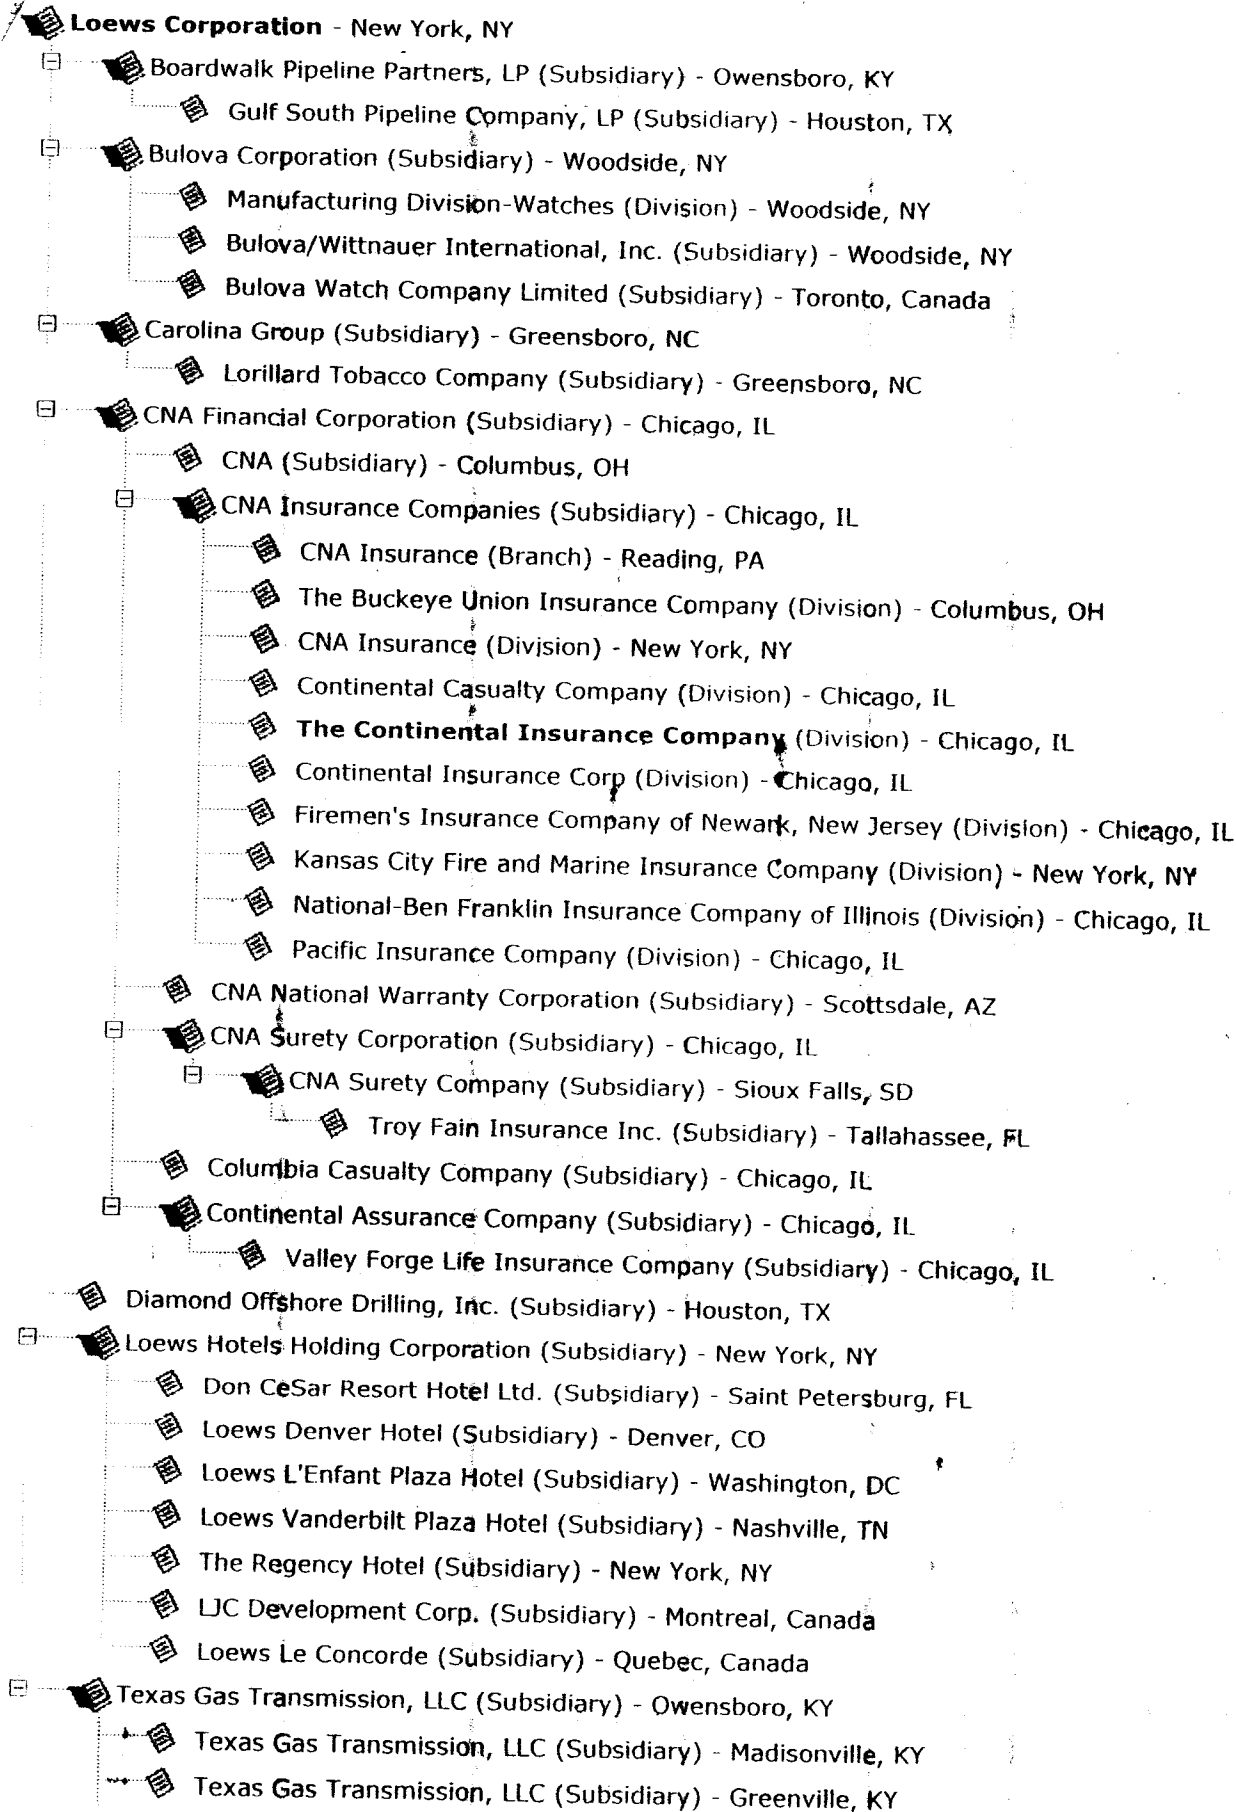 Loews Corporation - New York, NY
Boardwalk Pipeline Partners, LP (Subsidiary) - Owensboro, KY
Gulf South Pipeline Company, LP (Subsidiary) - Houston, TX
Bulova Corporation (Subsidiary) - Woodside, NY
Manufacturing Division-Watches (Division) - Woodside, NY
Bulova/Wittnauer International, Inc. (Subsidiary) - Woodside, NY
Bulova Watch Company Limited (Subsidiary) - Toronto, Canada
Carolina Group (Subsidiary) - Greensboro, NC
Lorillard Tobacco Company (Subsidiary) - Greensboro, NC
CNA Financial Corporation (Subsidiary) - Chicago, IL
CNA (Subsidiary) - Columbus, OH
CNA Insurance Companies (Subsidiary) - Chicago, IL
CNA Insurance (Branch) - Reading, PA
The Buckeye Union Insurance Company (Division) - Columbus, OH
CNA Insurance (Division) - New York, NY
Continental Casualty Company (Division) - Chicago, IL
The Continental Insurance Company (Division) - Chicago, IL
Continental Insurance Corp (Division) - Chicago, IL
Firemen's Insurance Company of Newark, New Jersey (Division) - Chicago, IL
Kansas City Fire and Marine Insurance Company (Division) - New York, NY
National-Ben Franklin Insurance Company of Illinois (Division) - Chicago, IL
Pacific Insurance Company (Division) - Chicago, IL
CNA National Warranty Corporation (Subsidiary) - Scottsdale, AZ
CNA Surety Corporation (Subsidiary) - Chicago, IL
CNA Surety Company (Subsidiary) - Sioux Falls, SD
Troy Fain Insurance Inc. (Subsidiary) - Tallahassee, FL
Columbia Casualty Company (Subsidiary) - Chicago, IL
Continental Assurance Company (Subsidiary) - Chicago, IL
Valley Forge Life Insurance Company (Subsidiary) - Chicago, IL
Diamond Offshore Drilling, Inc. (Subsidiary) - Houston, TX
Loews Hotels Holding Corporation (Subsidiary) - New York, NY
Don CeSar Resort Hotel Ltd. (Subsidiary) - Saint Petersburg, FL
Loews Denver Hotel (Subsidiary) - Denver, CO
Loews L'Enfant Plaza Hotel (Subsidiary) - Washington, DC
Loews Vanderbilt Plaza Hotel (Subsidiary) - Nashville, TN
The Regency Hotel (Subsidiary) - New York, NY
LJC Development Corp. (Subsidiary) - Montreal, Canada
Loews Le Concorde (Subsidiary) - Quebec, Canada
Texas Gas Transmission, LLC (Subsidiary) - Owensboro, KY
Texas Gas Transmission, LLC (Subsidiary) - Madisonville, KY
Texas Gas Transmission, LLC (Subsidiary) - Greenville, KY